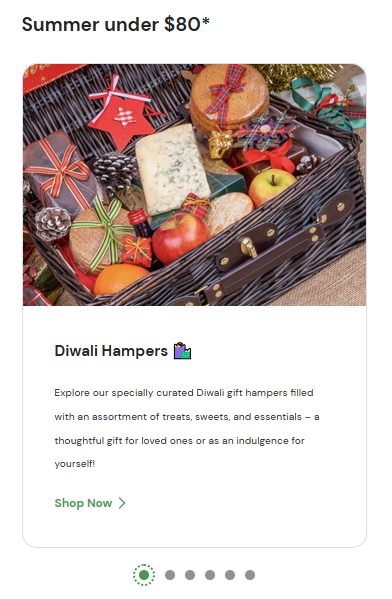 Summer under $80*
Diwali Hampers 🛍️
Explore our specially curated Diwali gift hampers filled
with an assortment of treats, sweets, and essentials – a
thoughtful gift for loved ones or as an indulgence for
yourself!
Shop Now